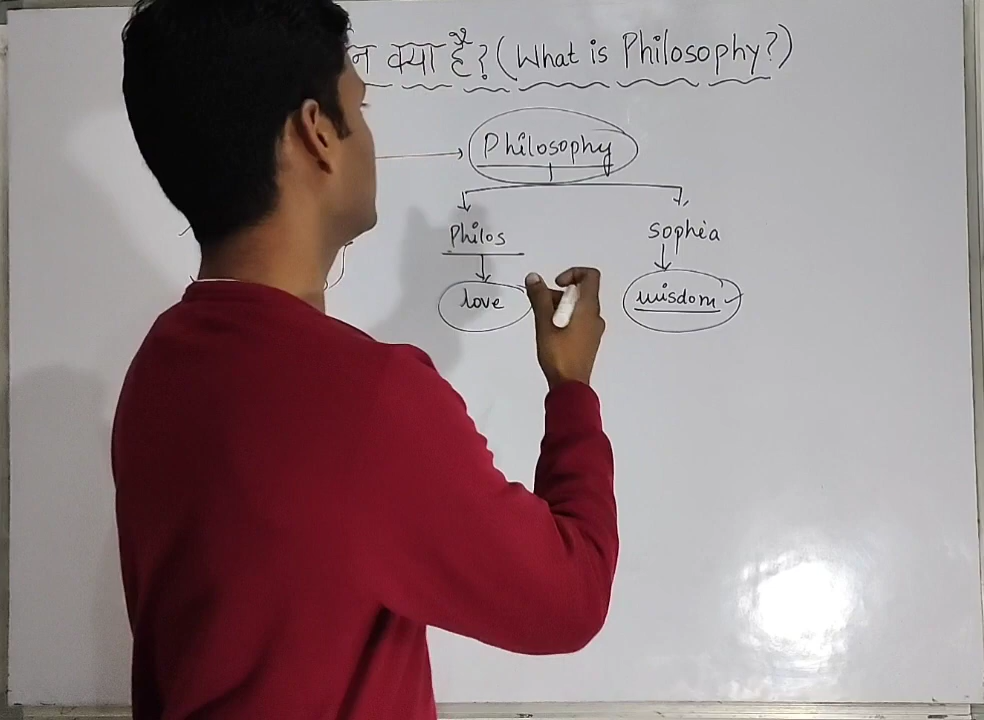 न क्या है? (What is Philosophy?)
Philosophy
Philos sophia
love wisdom